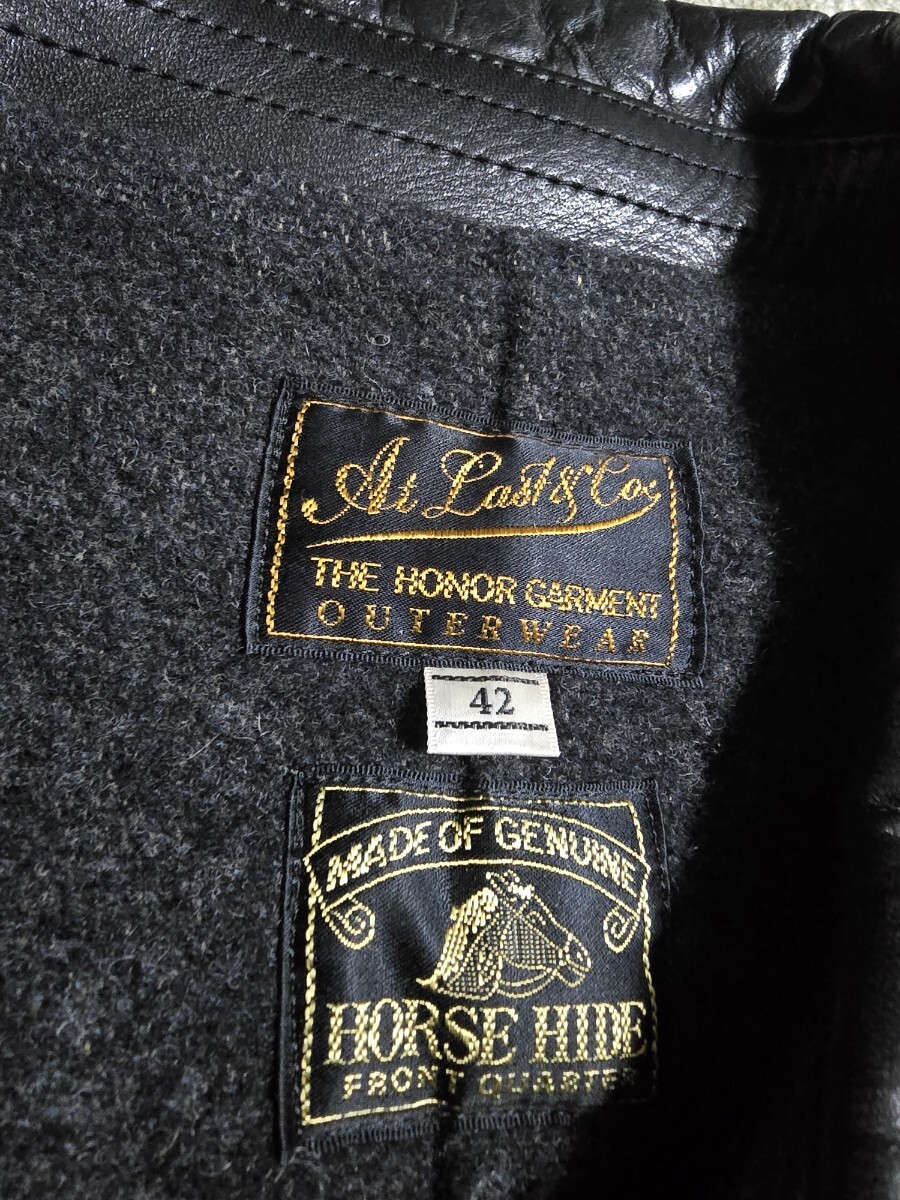 At Last & Co.
THE HONOR GARMENT
OUTERWEAR
42
MADE OF GENUINE
HORSE HIDE
FRONT QUARTER